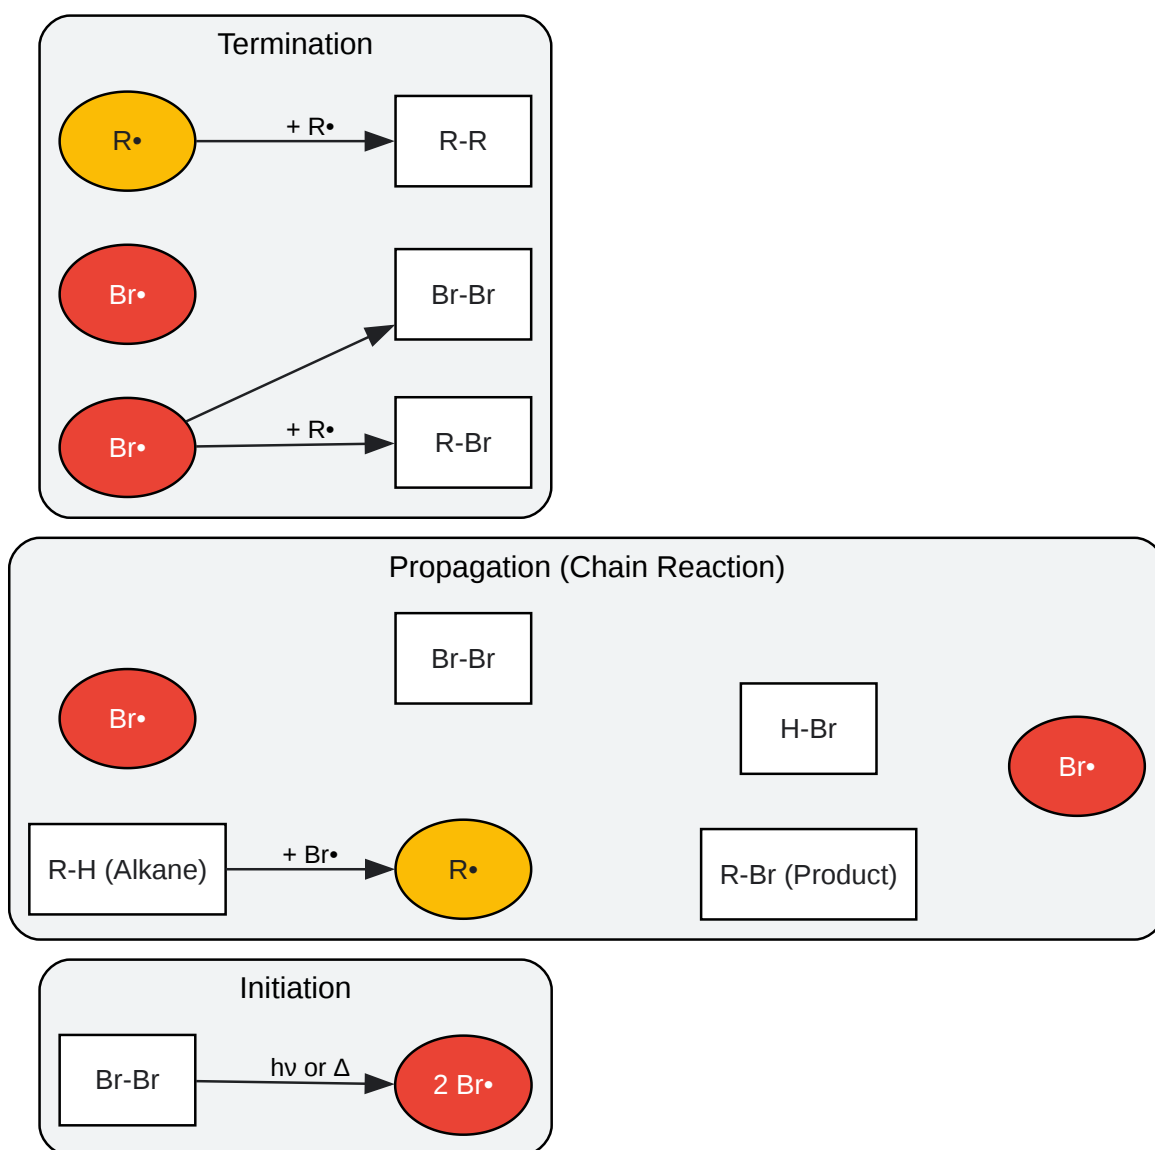 Termination
R•
+ R•
R-R
Br•
Br-Br
Br•
+ R•
R-Br
Propagation (Chain Reaction)
Br-Br
Br•
H-Br
Br•
R-H (Alkane)
+ Br•
R•
R-Br (Product)
Initiation
Br-Br
hν or Δ
2 Br•